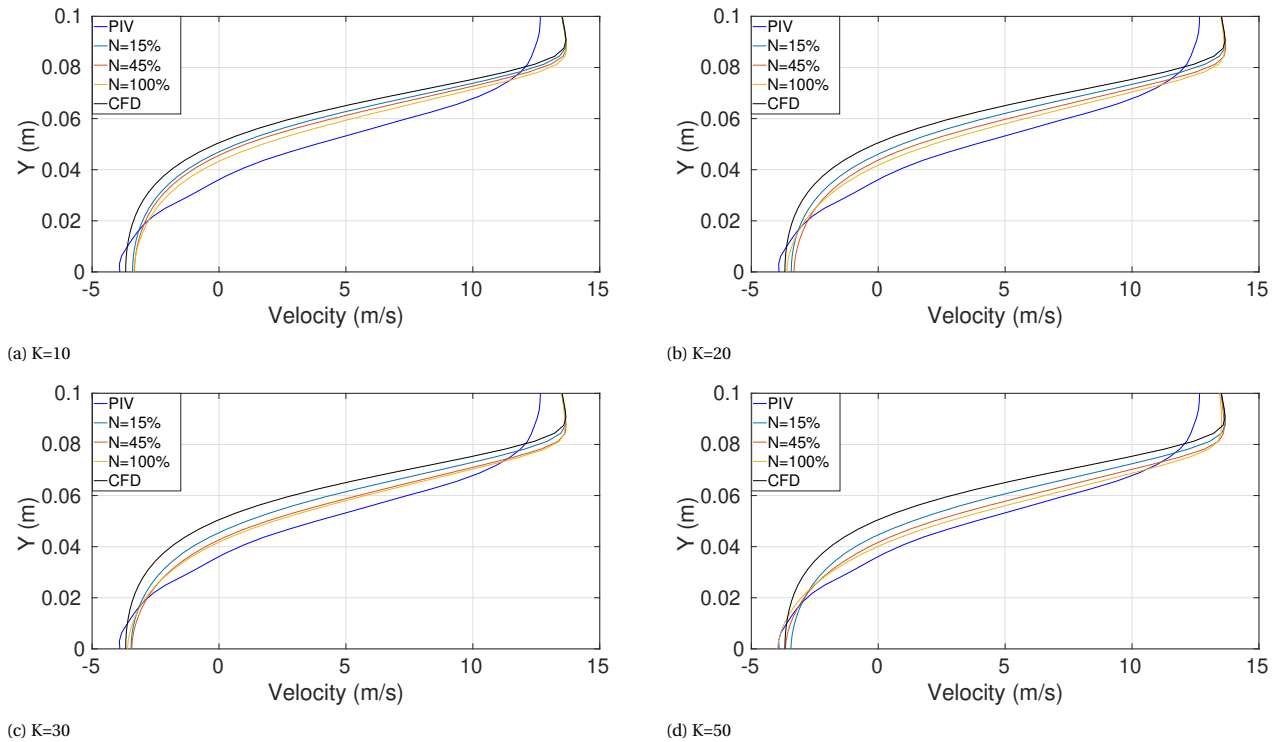 0.1
0.08
0.06
0.04
0.02
0
Y (m)
PIV
N=15%
N=45%
N=100%
CFD
-5 0 5 10 15
Velocity (m/s)
(a) K=10
0.1
0.08
0.06
0.04
0.02
0
Y (m)
PIV
N=15%
N=45%
N=100%
CFD
-5 0 5 10 15
Velocity (m/s)
(b) K=20
0.1
0.08
0.06
0.04
0.02
0
Y (m)
PIV
N=15%
N=45%
N=100%
CFD
-5 0 5 10 15
Velocity (m/s)
(c) K=30
0.1
0.08
0.06
0.04
0.02
0
Y (m)
PIV
N=15%
N=45%
N=100%
CFD
-5 0 5 10 15
Velocity (m/s)
(d) K=50